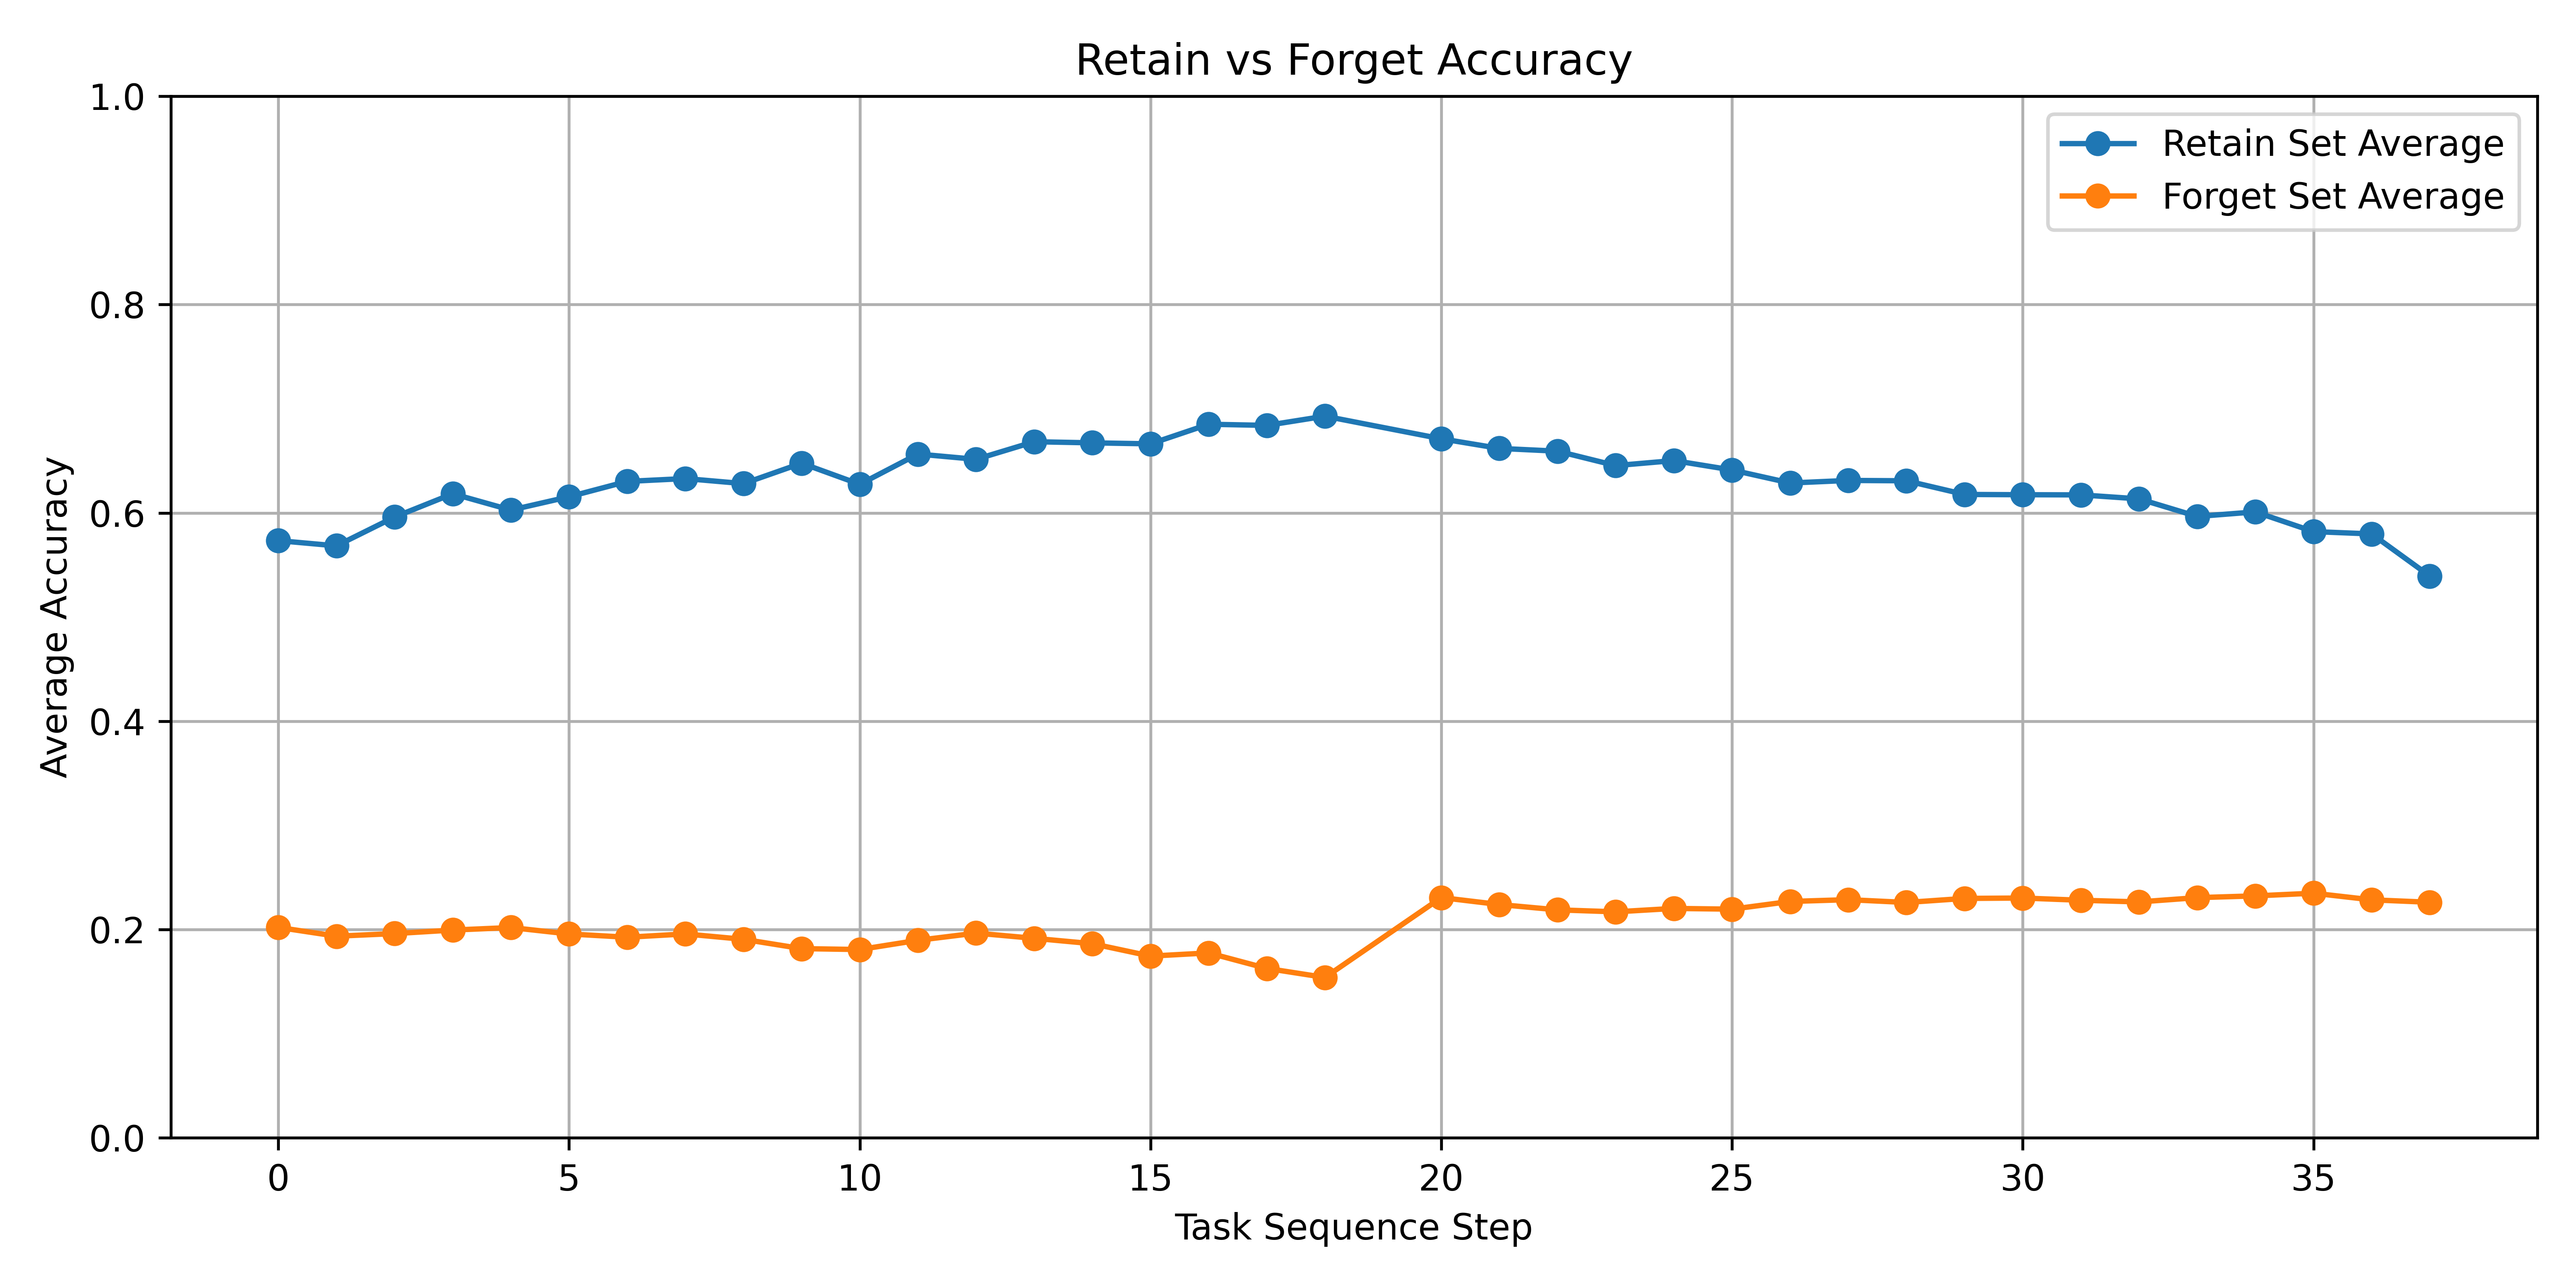 Retain vs Forget Accuracy
1.0
0.8
0.6
0.4
0.2
0.0
Average Accuracy
Retain Set Average
Forget Set Average
0 5 10 15 20 25 30 35
Task Sequence Step